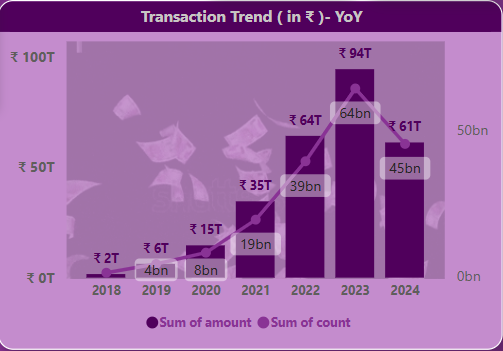 Transaction Trend ( in ₹ )- YoY
₹ 100T
₹ 50T
₹ 0T
₹ 2T
₹ 6T
₹ 15T
₹ 35T
₹ 64T
₹ 94T
₹ 61T
4bn
8bn
19bn
39bn
64bn
45bn
50bn
0bn
2018 2019 2020 2021 2022 2023 2024
Sum of amount Sum of count